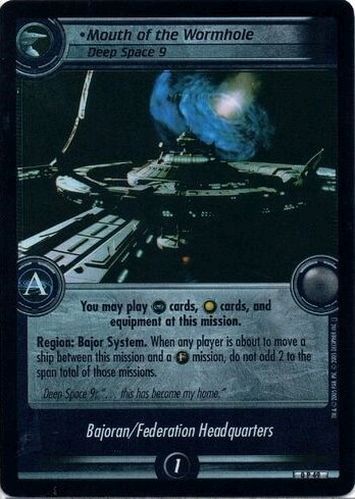 •Mouth of the Wormhole
Deep Space 9
A
You may play cards, cards, and
equipment at this mission.
Region: Bajor System. When any player is about to move a
ship between this mission and a mission, do not add 2 to the
span total of those missions.
Deep Space 9: "... this has become my home."
Bajoran/Federation Headquarters
1